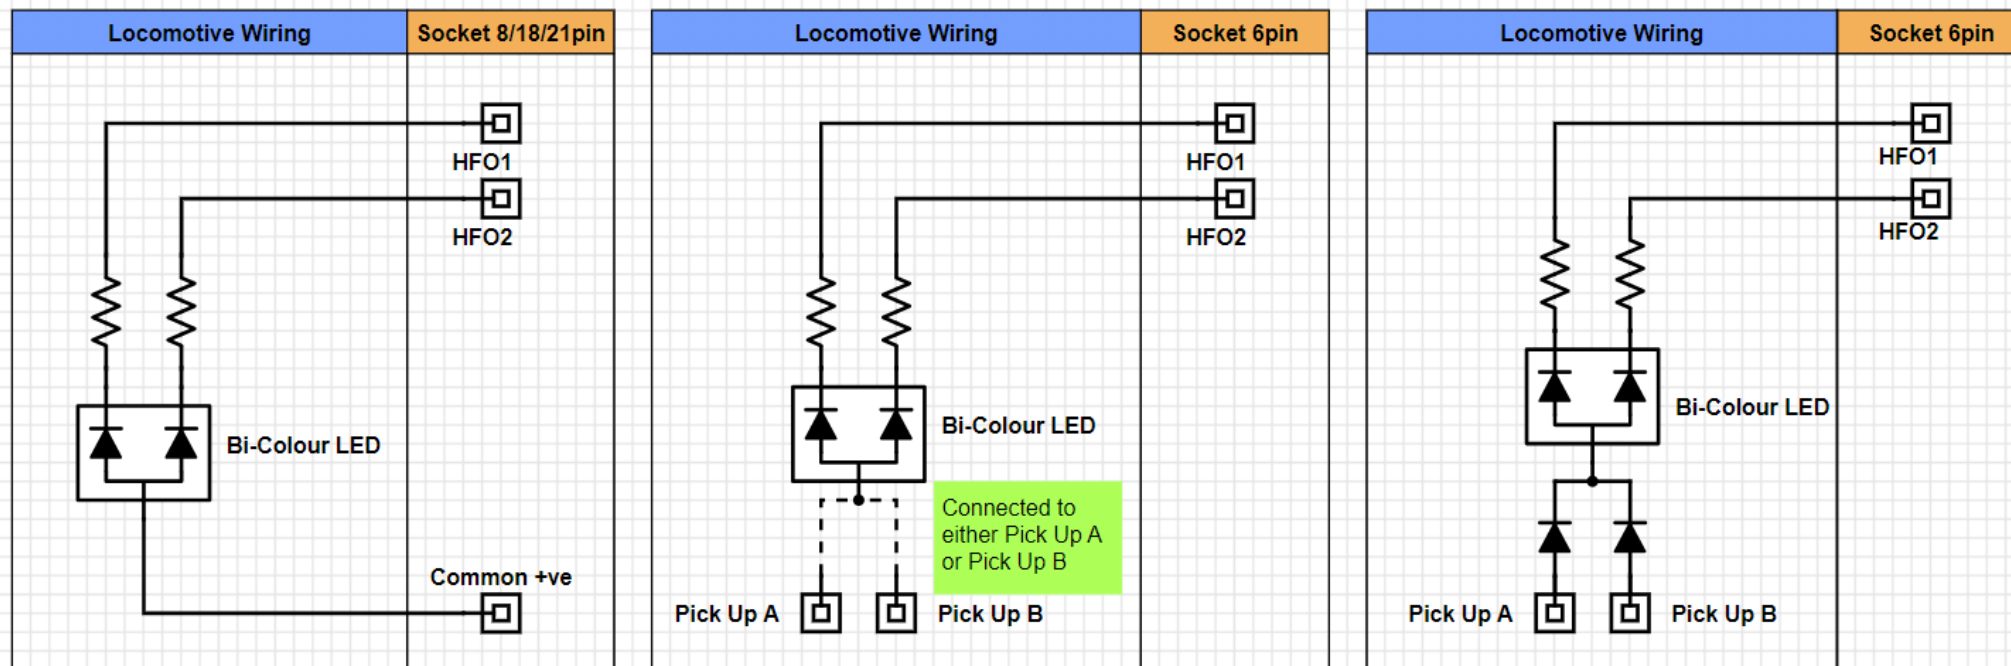 Locomotive Wiring
Socket 8/18/21pin
HFO1
HFO2
Bi-Colour LED
Common +ve
Locomotive Wiring
Socket 6pin
HFO1
HFO2
Bi-Colour LED
Connected to
either Pick Up A
or Pick Up B
Pick Up A
Pick Up B
Locomotive Wiring
Socket 6pin
HFO1
HFO2
Bi-Colour LED
Pick Up A
Pick Up B